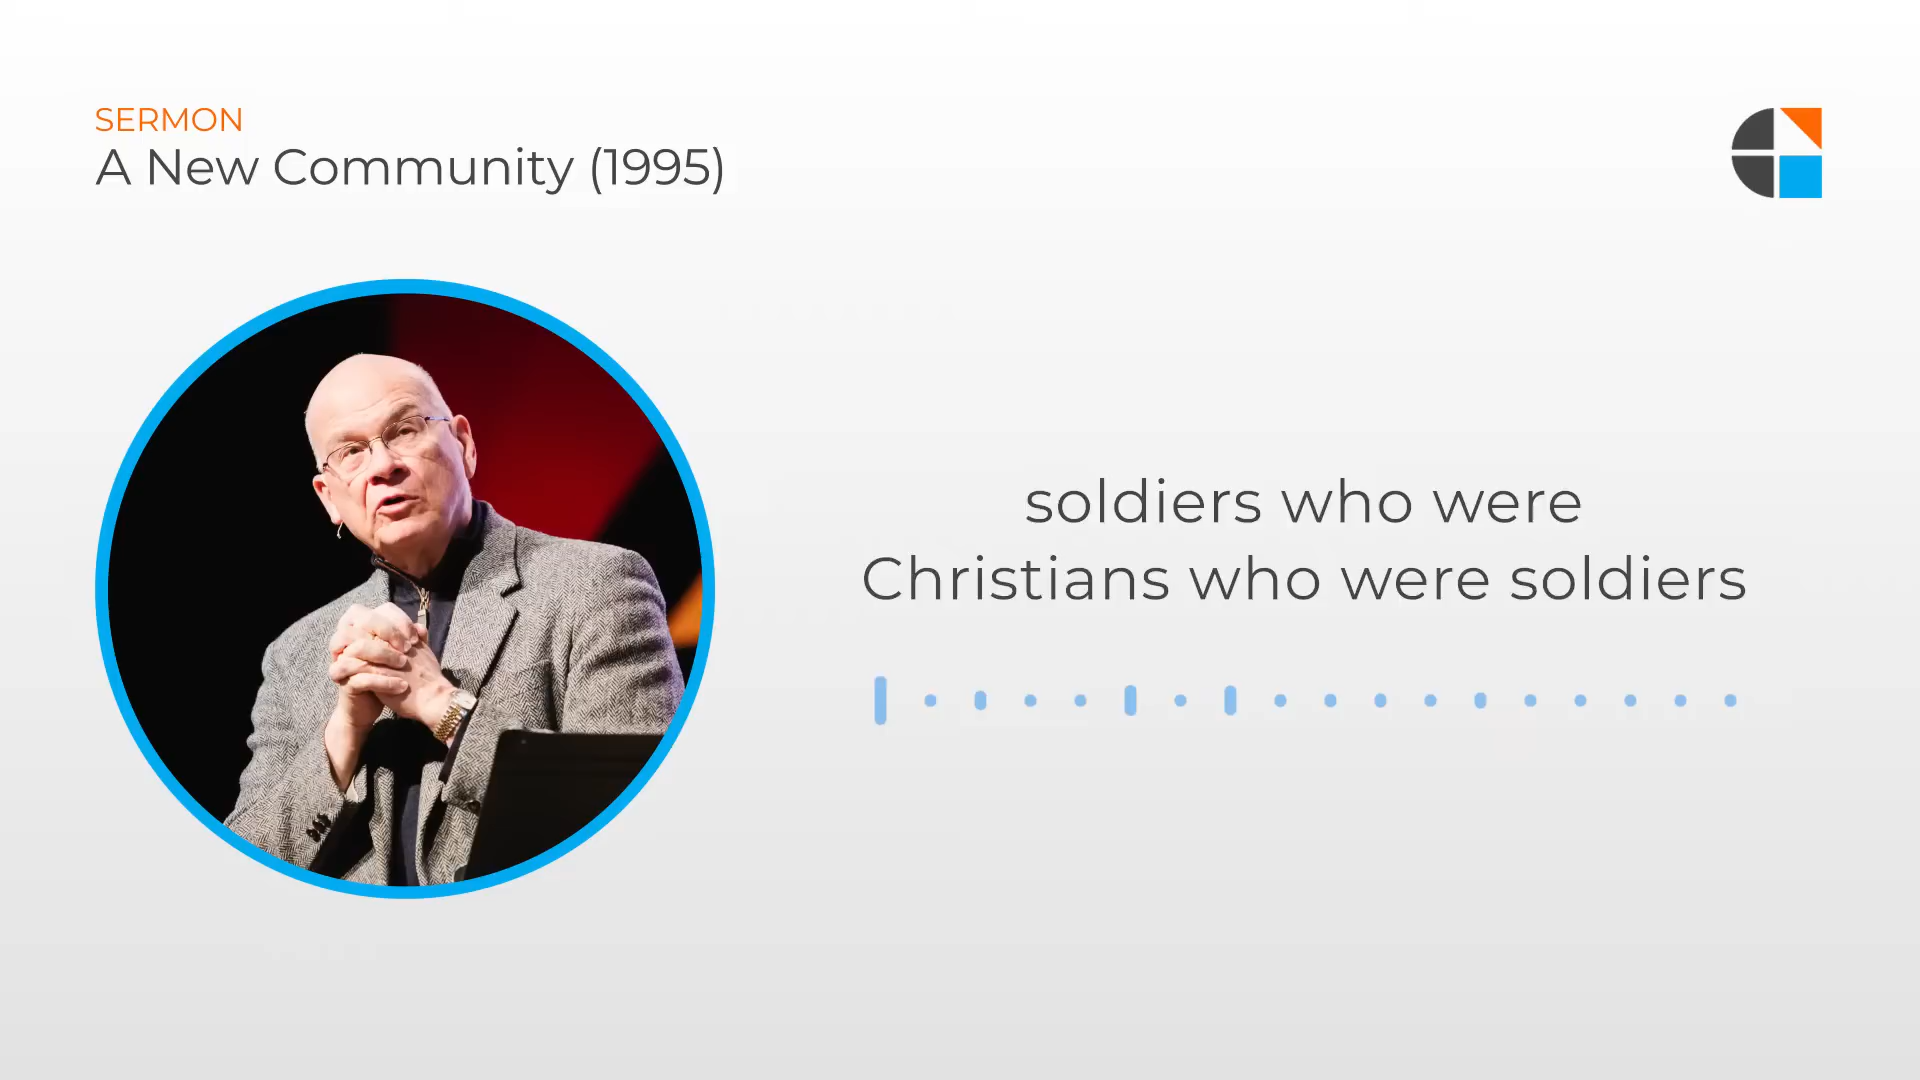 SERMON
A New Community (1995)
soldiers who were
Christians who were soldiers